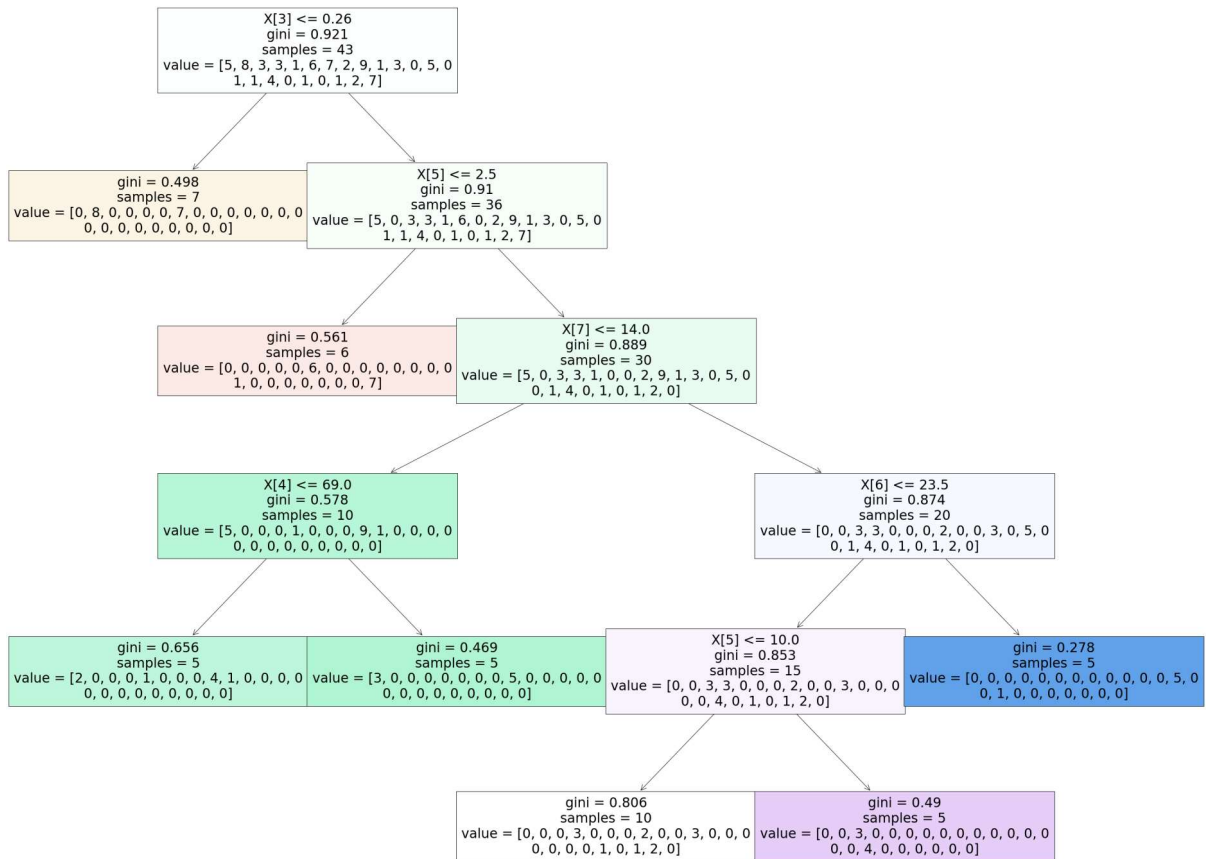 X[3] <= 0.26
gini = 0.921
samples = 43
value = [5, 8, 3, 3, 1, 6, 7, 2, 9, 1, 3, 0, 5, 0
1, 1, 4, 0, 1, 0, 1, 2, 7]
gini = 0.498
samples = 7
value = [0, 8, 0, 0, 0, 0, 7, 0, 0, 0, 0, 0, 0, 0
0, 0, 0, 0, 0, 0, 0, 0, 0]
X[5] <= 2.5
gini = 0.91
samples = 36
value = [5, 0, 3, 3, 1, 6, 0, 2, 9, 1, 3, 0, 5, 0
1, 1, 4, 0, 1, 0, 1, 2, 7]
gini = 0.561
samples = 6
value = [0, 0, 0, 0, 0, 6, 0, 0, 0, 0, 0, 0, 0, 0
1, 0, 0, 0, 0, 0, 0, 0, 7]
X[7] <= 14.0
gini = 0.889
samples = 30
value = [5, 0, 3, 3, 1, 0, 0, 2, 9, 1, 3, 0, 5, 0
0, 1, 4, 0, 1, 0, 1, 2, 0]
X[4] <= 69.0
gini = 0.578
samples = 10
value = [5, 0, 0, 0, 1, 0, 0, 0, 9, 1, 0, 0, 0, 0
0, 0, 0, 0, 0, 0, 0, 0, 0]
X[6] <= 23.5
gini = 0.874
samples = 20
value = [0, 0, 3, 3, 0, 0, 0, 2, 0, 0, 3, 0, 5, 0
0, 1, 4, 0, 1, 0, 1, 2, 0]
gini = 0.656
samples = 5
value = [2, 0, 0, 0, 1, 0, 0, 0, 4, 1, 0, 0, 0, 0
0, 0, 0, 0, 0, 0, 0, 0, 0]
gini = 0.469
samples = 5
value = [3, 0, 0, 0, 0, 0, 0, 0, 5, 0, 0, 0, 0, 0
0, 0, 0, 0, 0, 0, 0, 0, 0]
X[5] <= 10.0
gini = 0.853
samples = 15
value = [0, 0, 3, 3, 0, 0, 0, 2, 0, 0, 3, 0, 0, 0
0, 0, 4, 0, 1, 0, 1, 2, 0]
gini = 0.278
samples = 5
value = [0, 0, 0, 0, 0, 0, 0, 0, 0, 0, 0, 0, 5, 0
0, 1, 0, 0, 0, 0, 0, 0, 0]
gini = 0.806
samples = 10
value = [0, 0, 0, 3, 0, 0, 0, 2, 0, 0, 3, 0, 0, 0
0, 0, 0, 0, 1, 0, 1, 2, 0]
gini = 0.49
samples = 5
value = [0, 0, 3, 0, 0, 0, 0, 0, 0, 0, 0, 0, 0, 0
0, 0, 4, 0, 0, 0, 0, 0, 0]